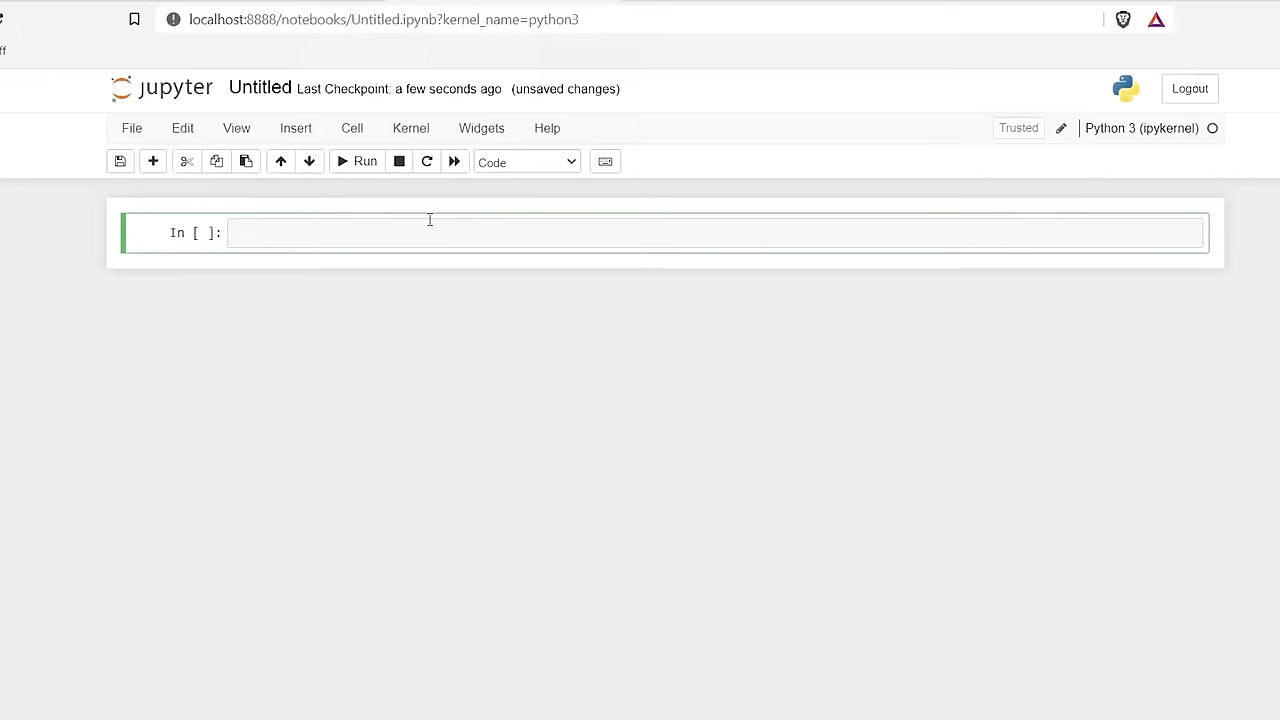 localhost:8888/notebooks/Untitled.ipynb?kernel_name=python3
ff
jupyter Untitled Last Checkpoint: a few seconds ago (unsaved changes) Logout
File Edit View Insert Cell Kernel Widgets Help Trusted Python 3 (ipykernel)
Run Code
In [ ]: